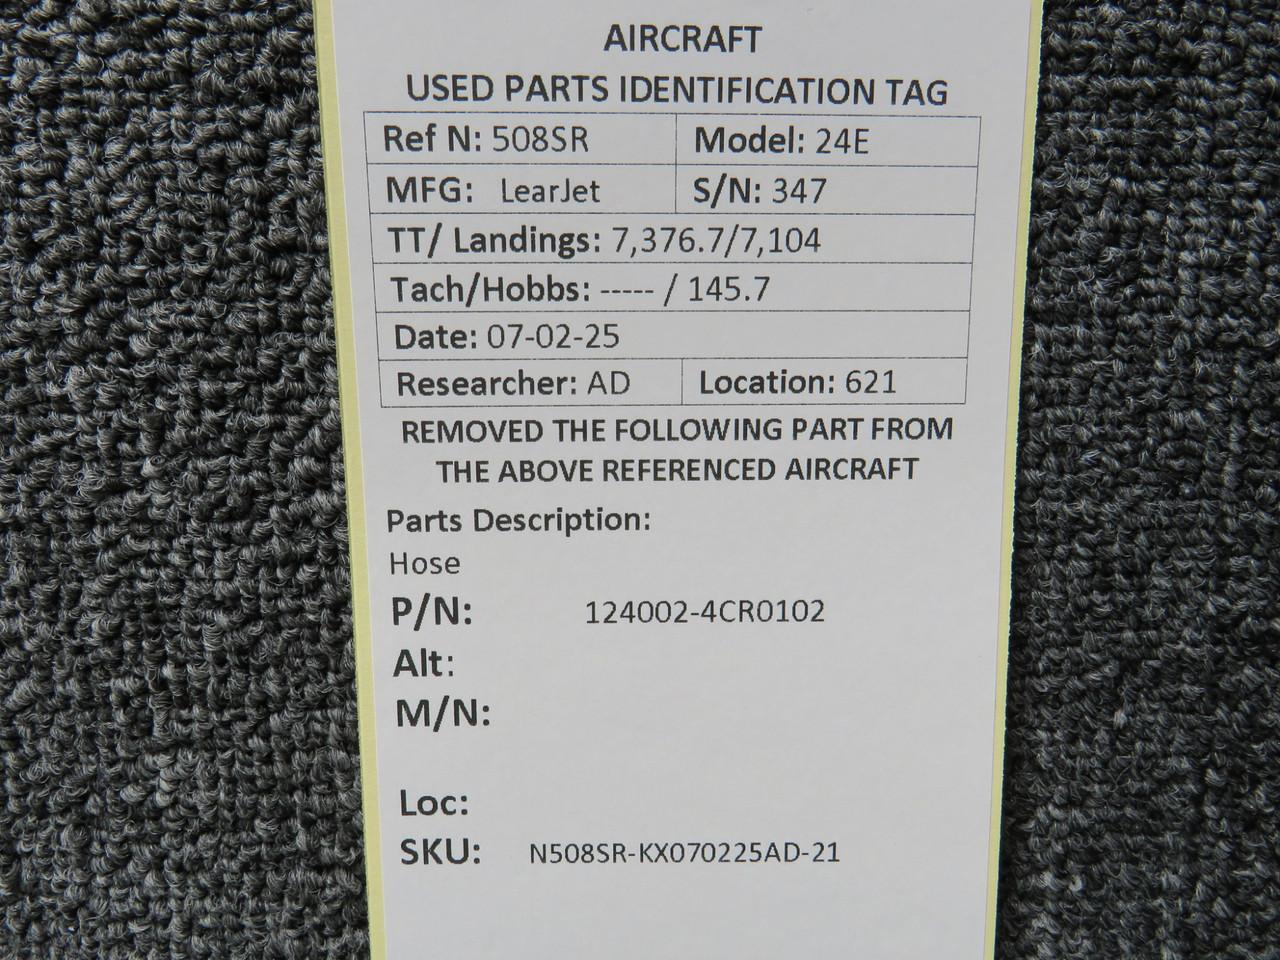 AIRCRAFT
USED PARTS IDENTIFICATION TAG
Ref N: 508SR Model: 24E
MFG: LearJet S/N: 347
TT/ Landings: 7,376.7/7,104
Tach/Hobbs: ----- / 145.7
Date: 07-02-25
Researcher: AD Location: 621
REMOVED THE FOLLOWING PART FROM
THE ABOVE REFERENCED AIRCRAFT
Parts Description:
Hose
P/N: 124002-4CR0102
Alt:
M/N:
Loc:
SKU: N508SR-KX070225AD-21